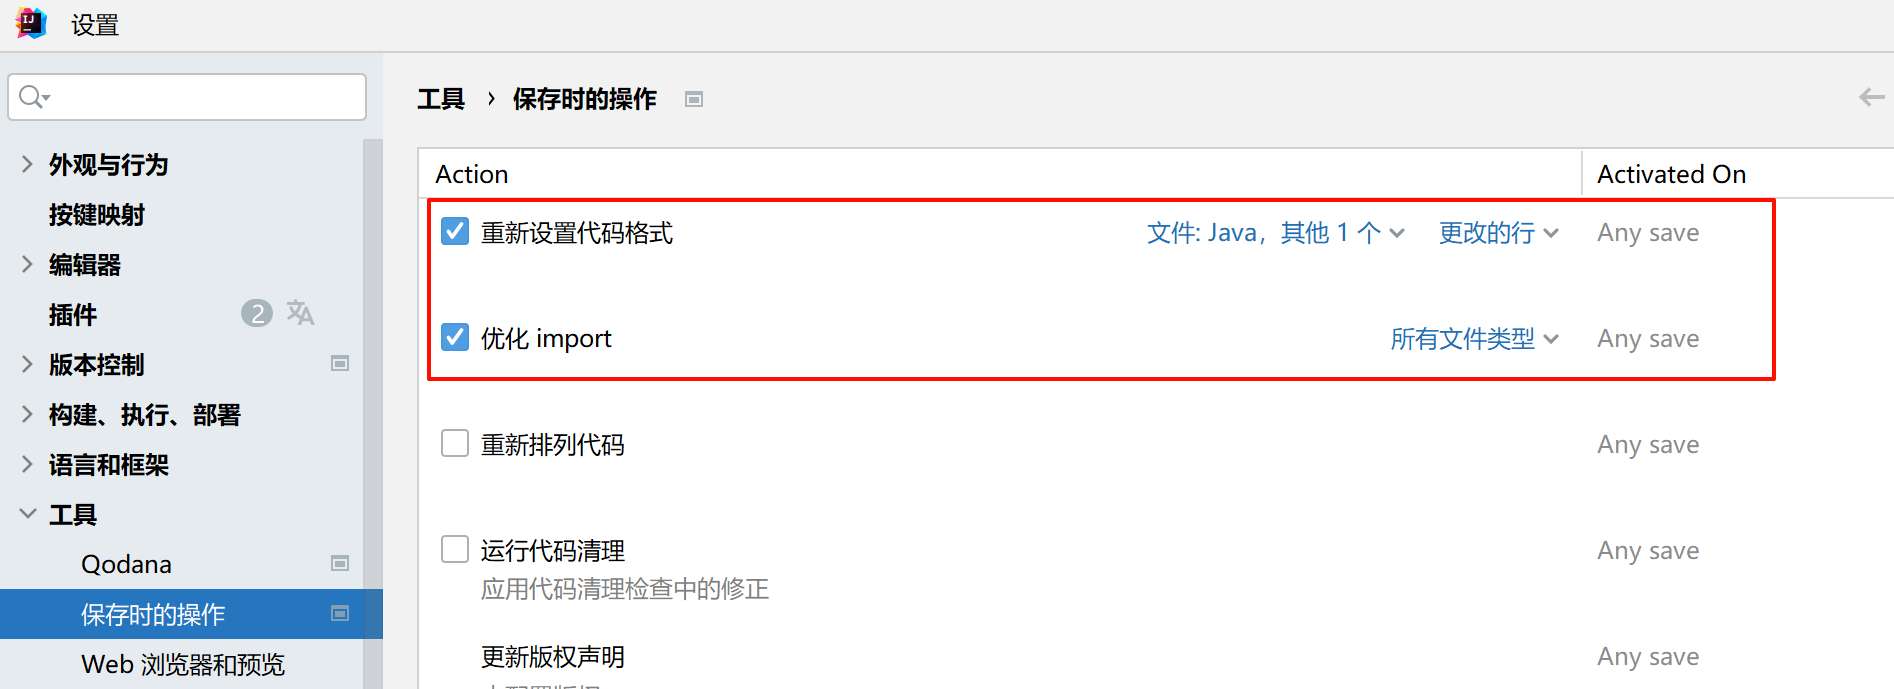 IJ
设置
外观与行为
按键映射
编辑器
插件 2
版本控制
构建、执行、部署
语言和框架
工具
Qodana
保存时的操作
Web 浏览器和预览
工具 › 保存时的操作
Action Activated On
重新设置代码格式 文件: Java，其他 1 个 更改的行 Any save
优化 import 所有文件类型 Any save
重新排列代码 Any save
运行代码清理 Any save
应用代码清理检查中的修正
更新版权声明 Any save